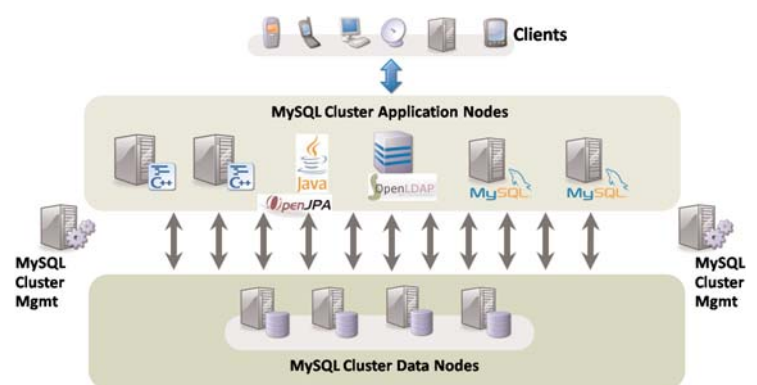 Clients
MySQL Cluster Application Nodes
C++
C++
Java
OpenJPA
OpenLDAP
MySQL
MySQL
MySQL
Cluster
Mgmt
MySQL
Cluster
Mgmt
MySQL Cluster Data Nodes